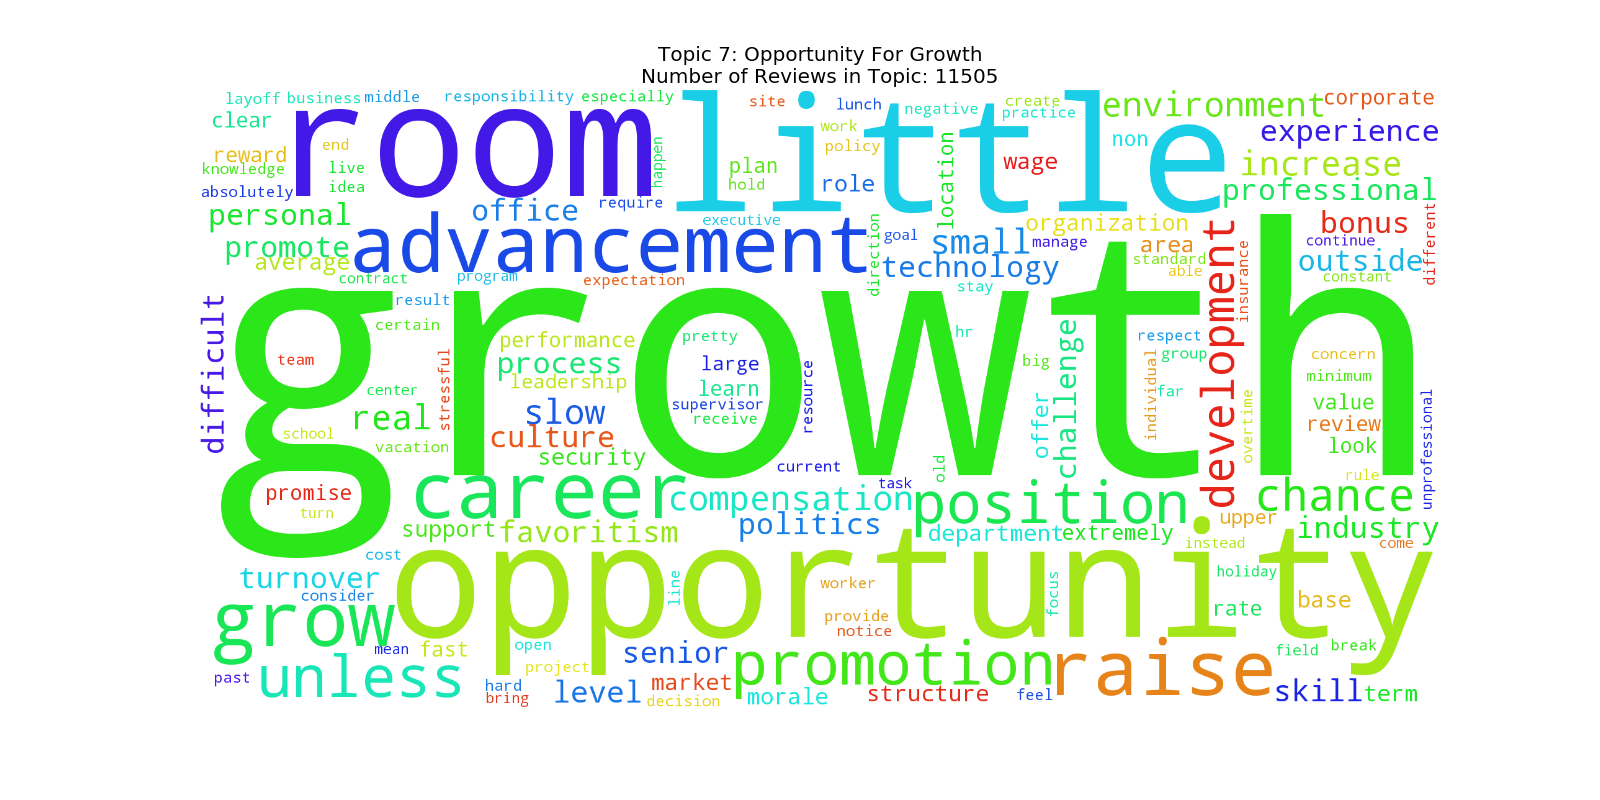 Topic 7: Opportunity For Growth
Number of Reviews in Topic: 11505
layoff business middle responsibility especially site lunch negative create practice environment corporate
clear room little work non experience
reward end happen plan policy wage location increase
knowledge live idea hold role professional
absolutely require
personal office executive organization bonus different
promote advancement direction goal small manage area continue
average technology standard outside
contract program expectation stay able insurance constant
difficult growth result development
certain performance pretty hr challenge respect
team stressful process large big individual group concern
center leadership learn resource far minimum
real slow supervisor offer value
school culture receive overtime review unprofessional
vacation security current old look
promise career task rule
turn compensation position chance
support favoritism politics department extremely upper industry
cost opportunity instead come
turnover line worker focus holiday
consider base
grow provide rate
notice
mean fast open senior promotion raise field break
unless project
past hard level market structure feel skill term
bring decision morale